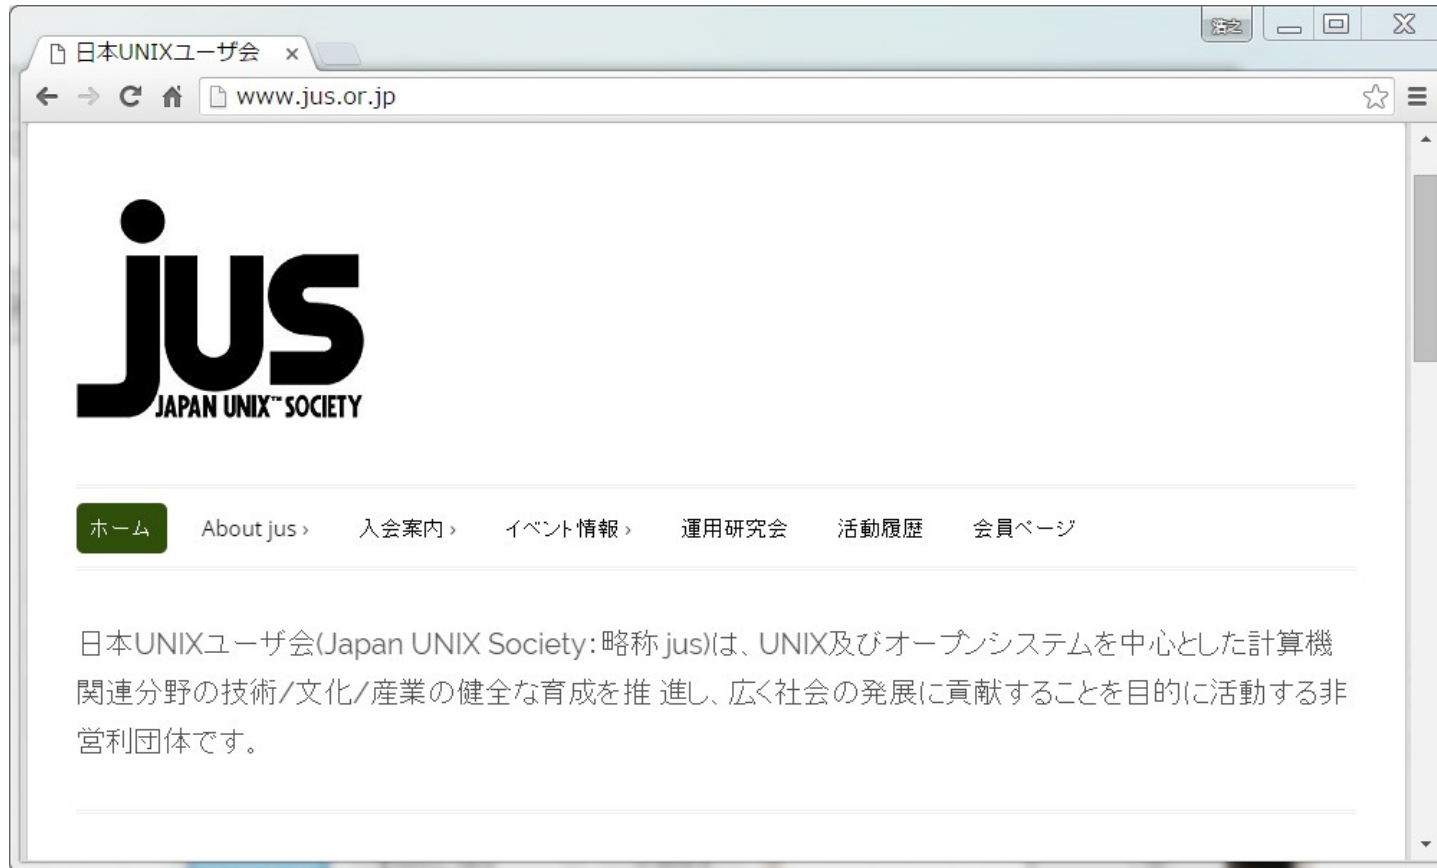 日本UNIXユーザ会
浩之
www.jus.or.jp
jus
JAPAN UNIX™ SOCIETY
ホーム About jus › 入会案内 › イベント情報 › 運用研究会 活動履歴 会員ページ
日本UNIXユーザ会(Japan UNIX Society:略称 jus)は、UNIX及びオープンシステムを中心とした計算機
関連分野の技術/文化/産業の健全な育成を推 進し、広く社会の発展に貢献することを目的に活動する非
営利団体です。